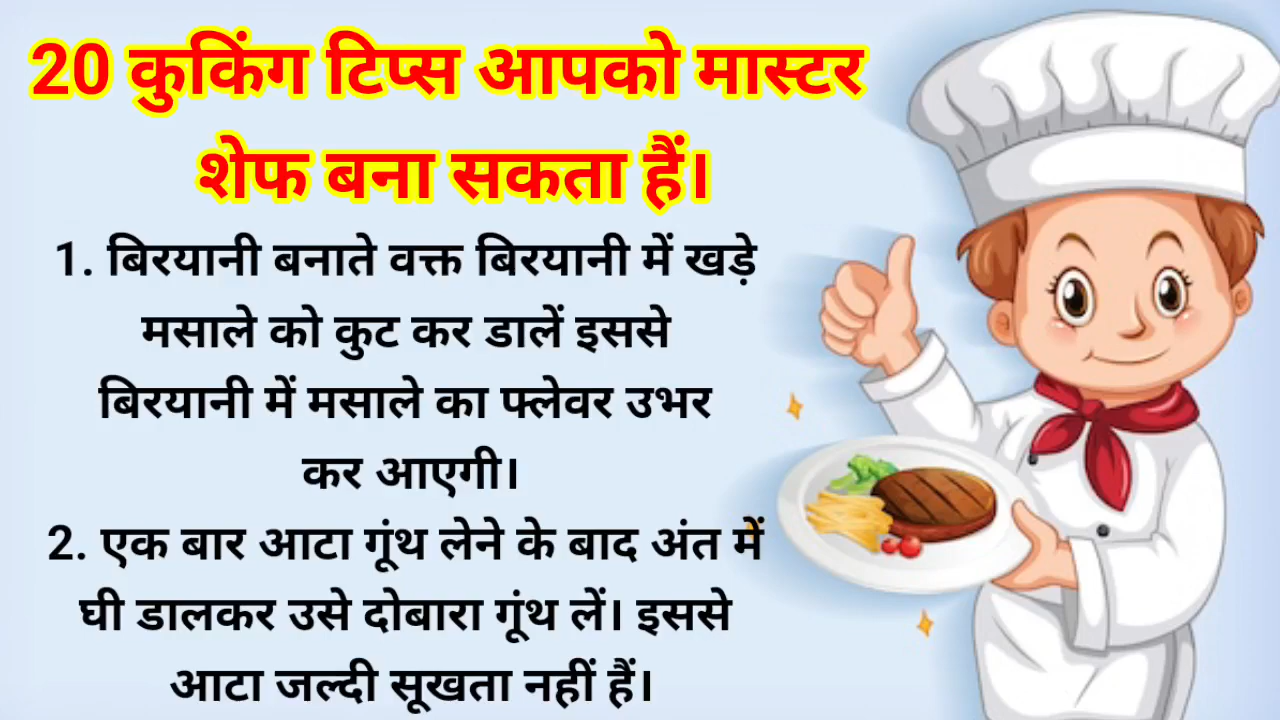 20 कुकिंग टिप्स आपको मास्टर
शेफ बना सकता हैं।
1. बिरयानी बनाते वक्त बिरयानी में खड़े
मसाले को कुट कर डालें इससे
बिरयानी में मसाले का फ्लेवर उभर
कर आएगी।
2. एक बार आटा गूंथ लेने के बाद अंत में
घी डालकर उसे दोबारा गूंथ लें। इससे
आटा जल्दी सूखता नहीं हैं।